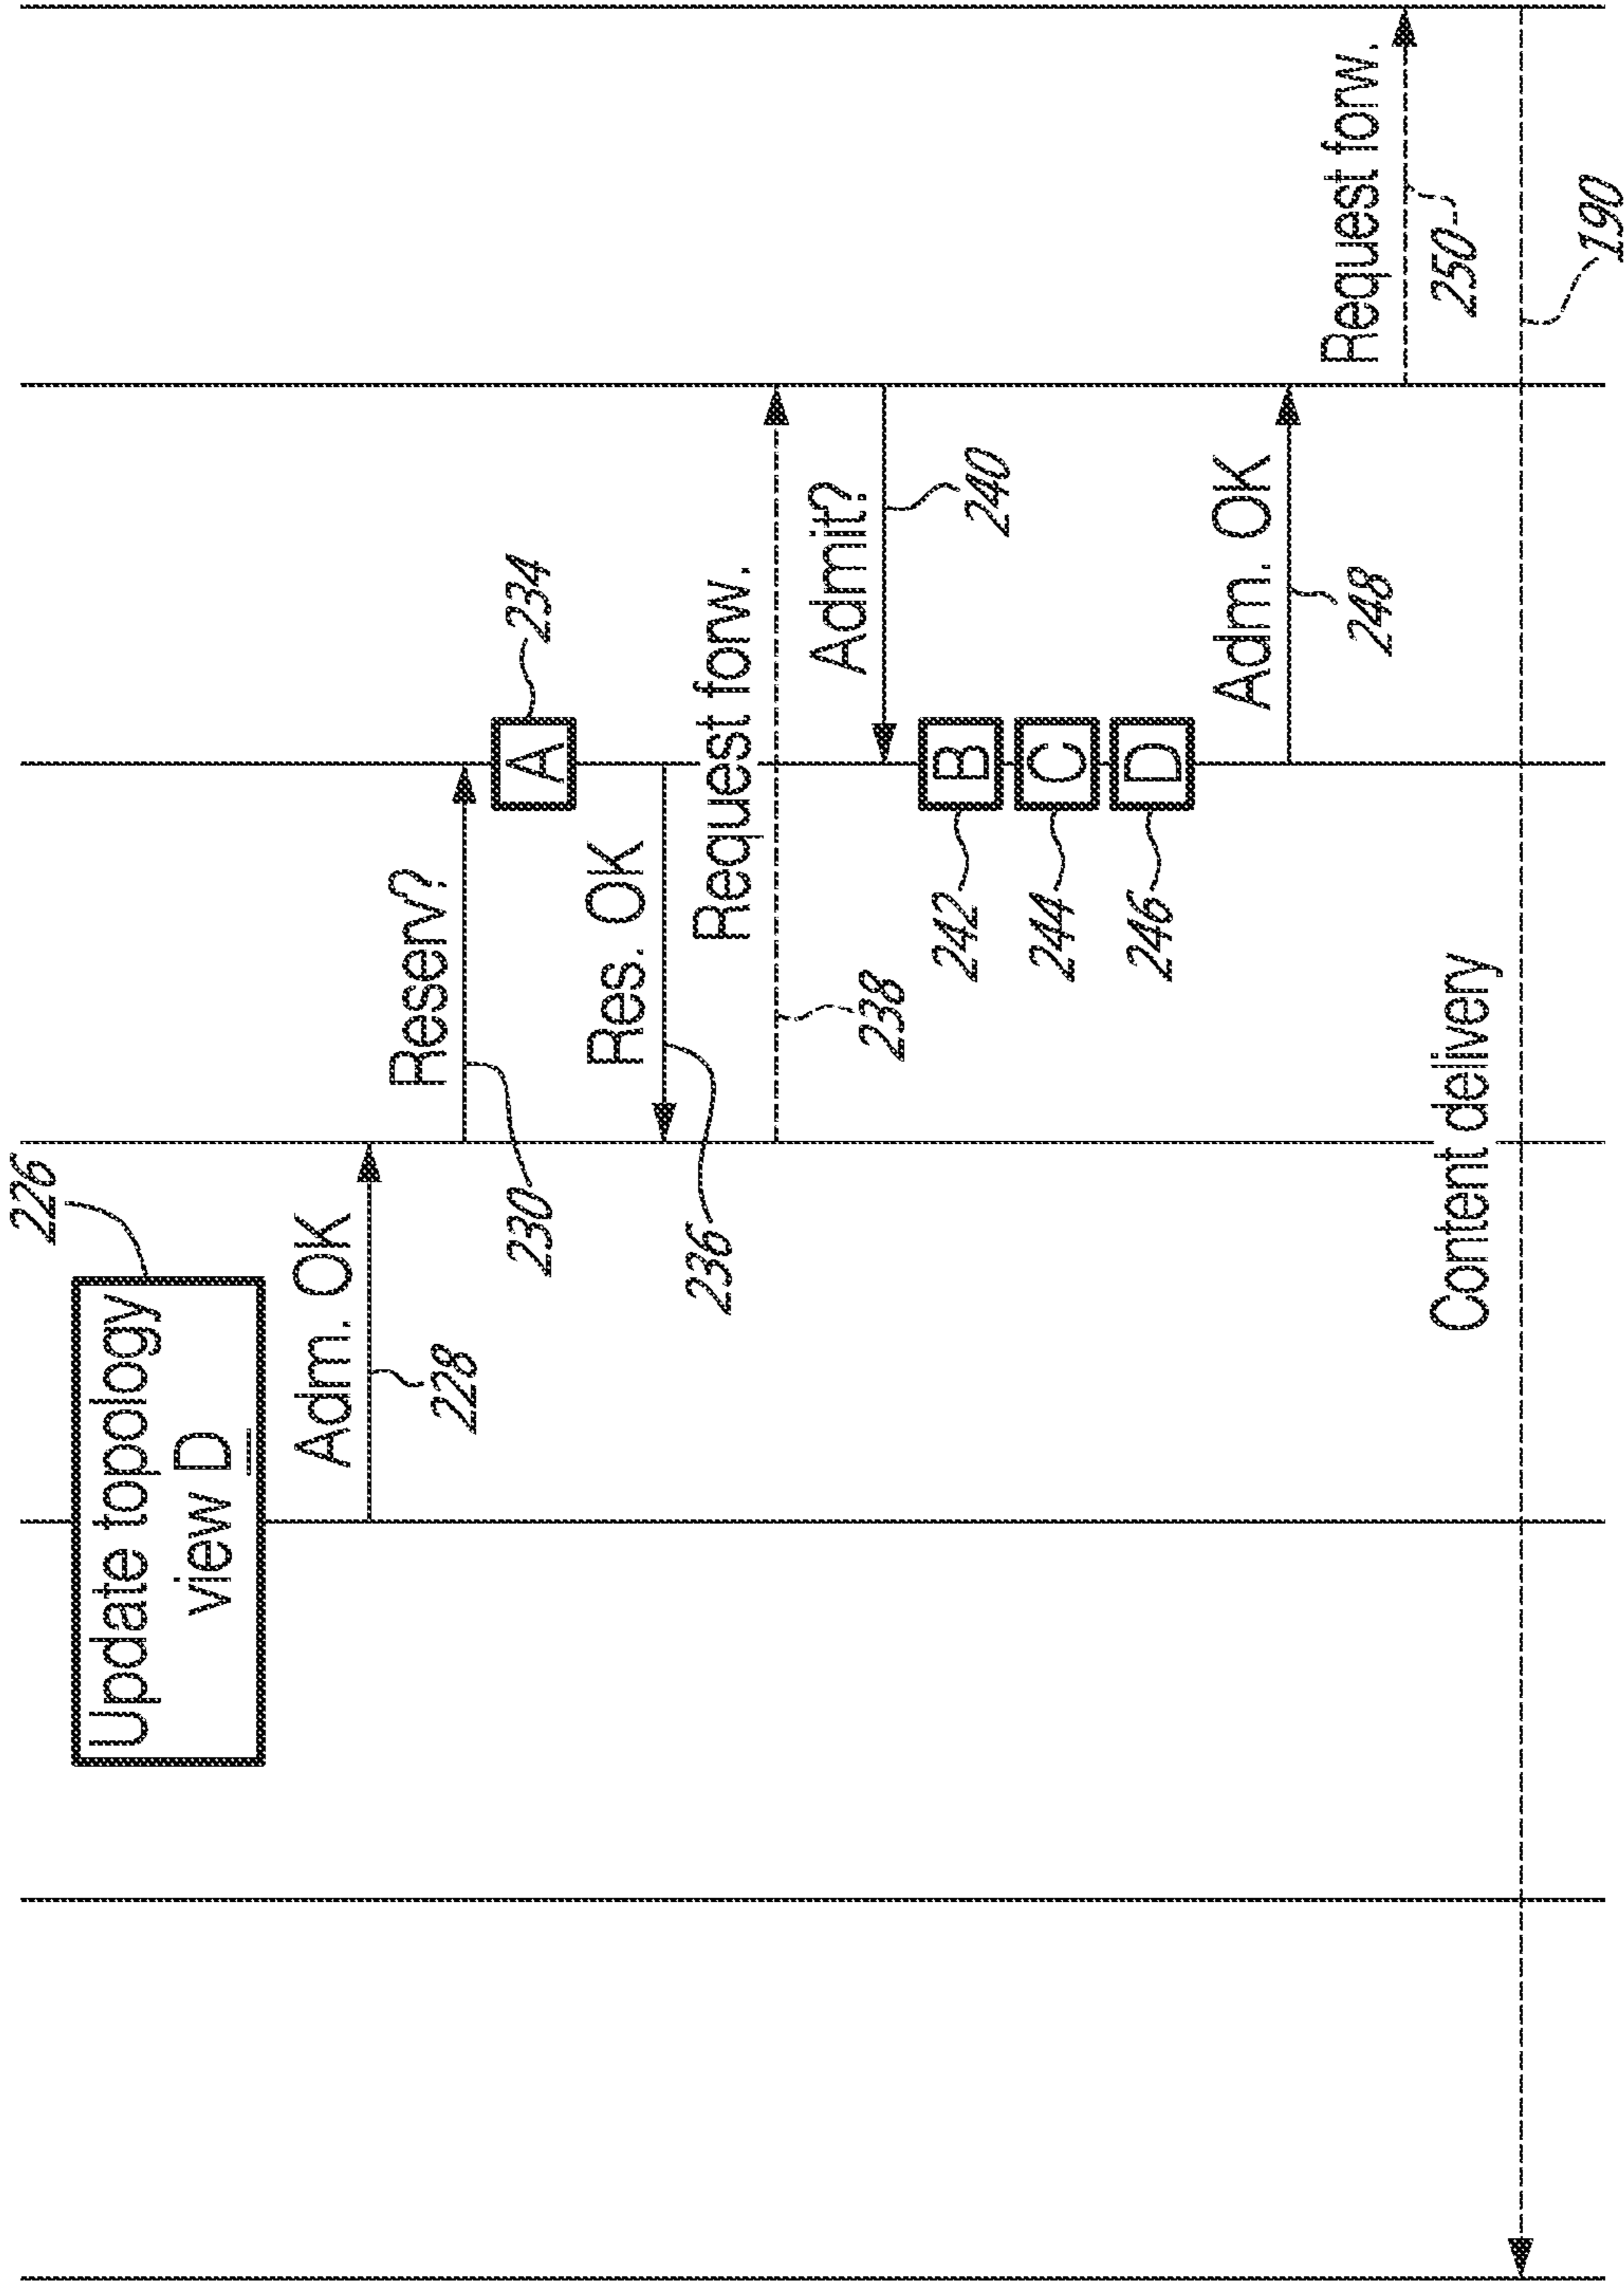 226
Update topology
view D
Adm. OK
228
Reserv?
230
A
234
Res. OK
236
Request forw.
238
Admit?
240
B
242
C
244
D
246
Adm. OK
248
Request forw.
250
Content delivery
190